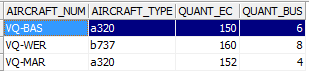 AIRCRAFT_NUM AIRCRAFT_TYPE QUANT_EC QUANT_BUS
VQ-BAS a320 150 6
VQ-WER b737 160 8
VQ-MAR a320 152 4